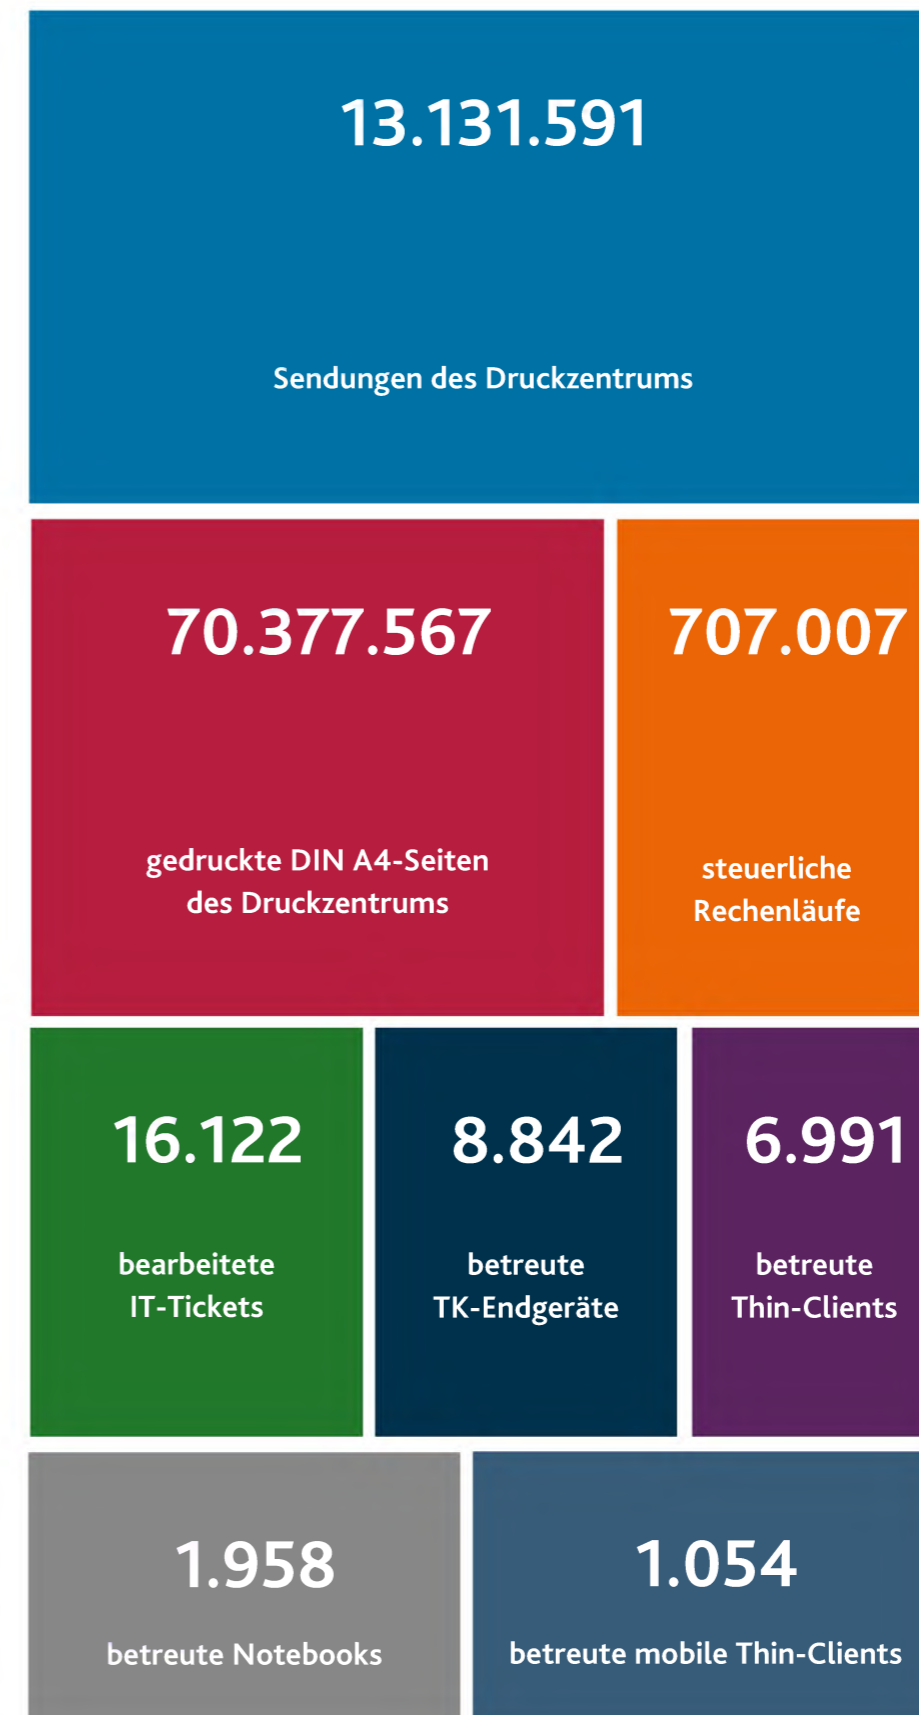 13.131.591
Sendungen des Druckzentrums
70.377.567
gedruckte DIN A4-Seiten
des Druckzentrums
707.007
steuerliche
Rechenläufe
16.122
bearbeitete
IT-Tickets
8.842
betreute
TK-Endgeräte
6.991
betreute
Thin-Clients
1.958
betreute Notebooks
1.054
betreute mobile Thin-Clients